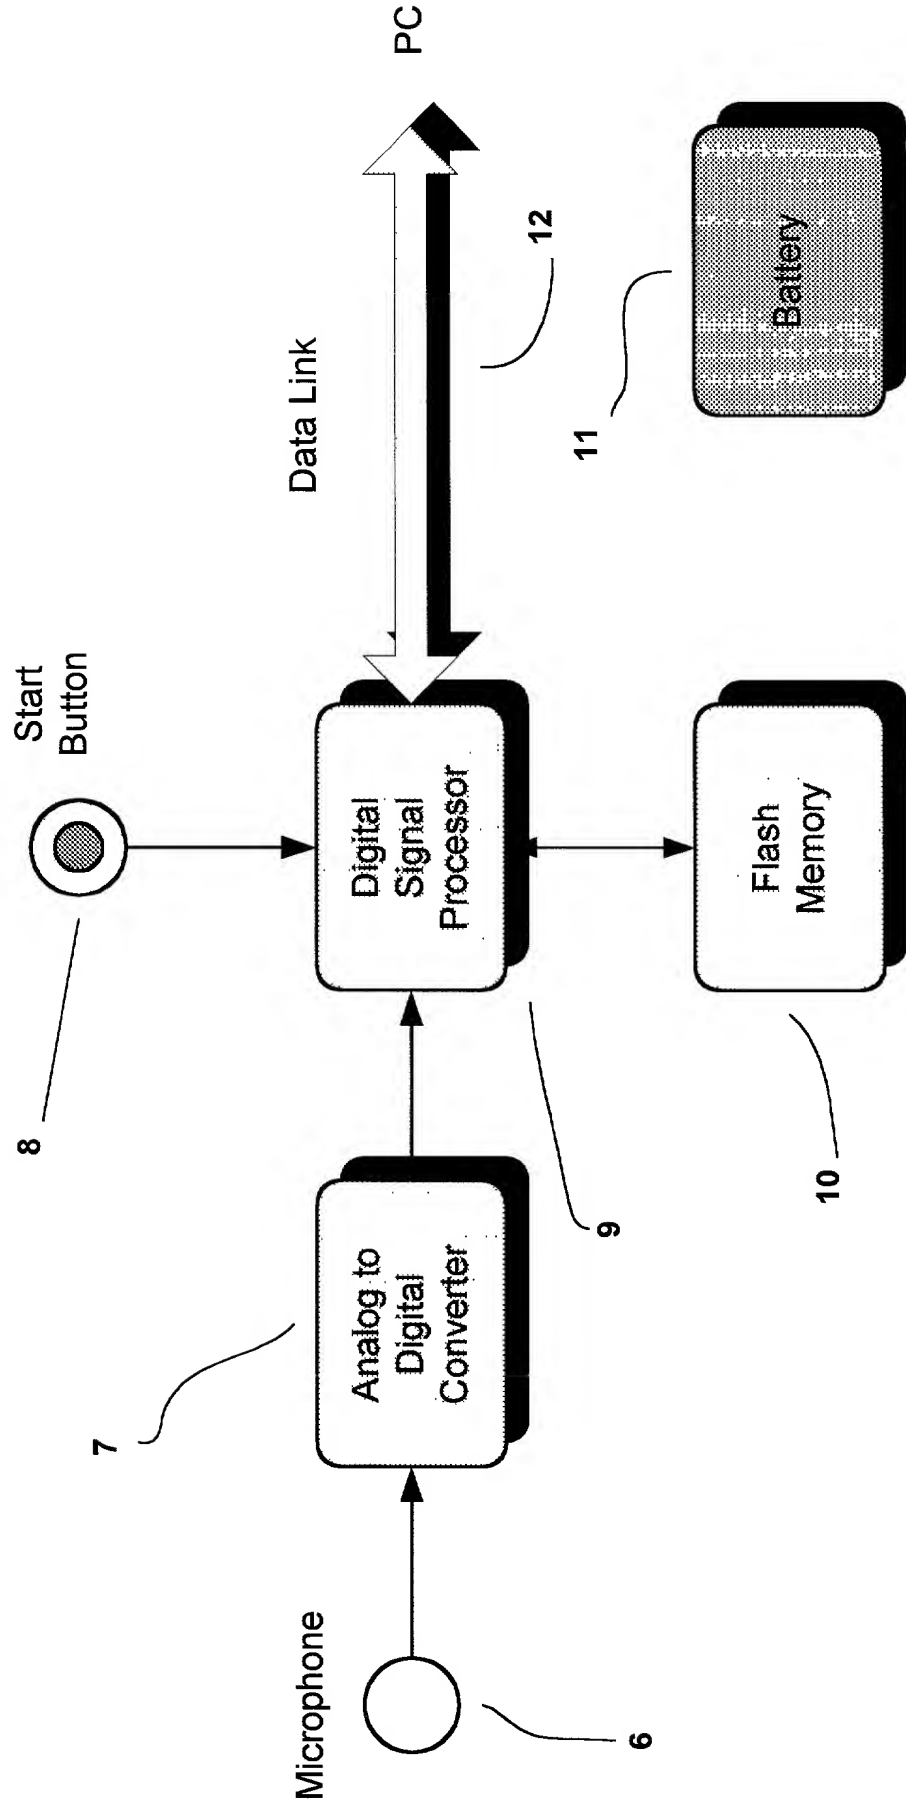 Start
Button
8
Data Link
PC
12
7
Microphone
6
Analog to
Digital
Converter
9
Digital
Signal
Processor
10
Flash
Memory
11
Battery